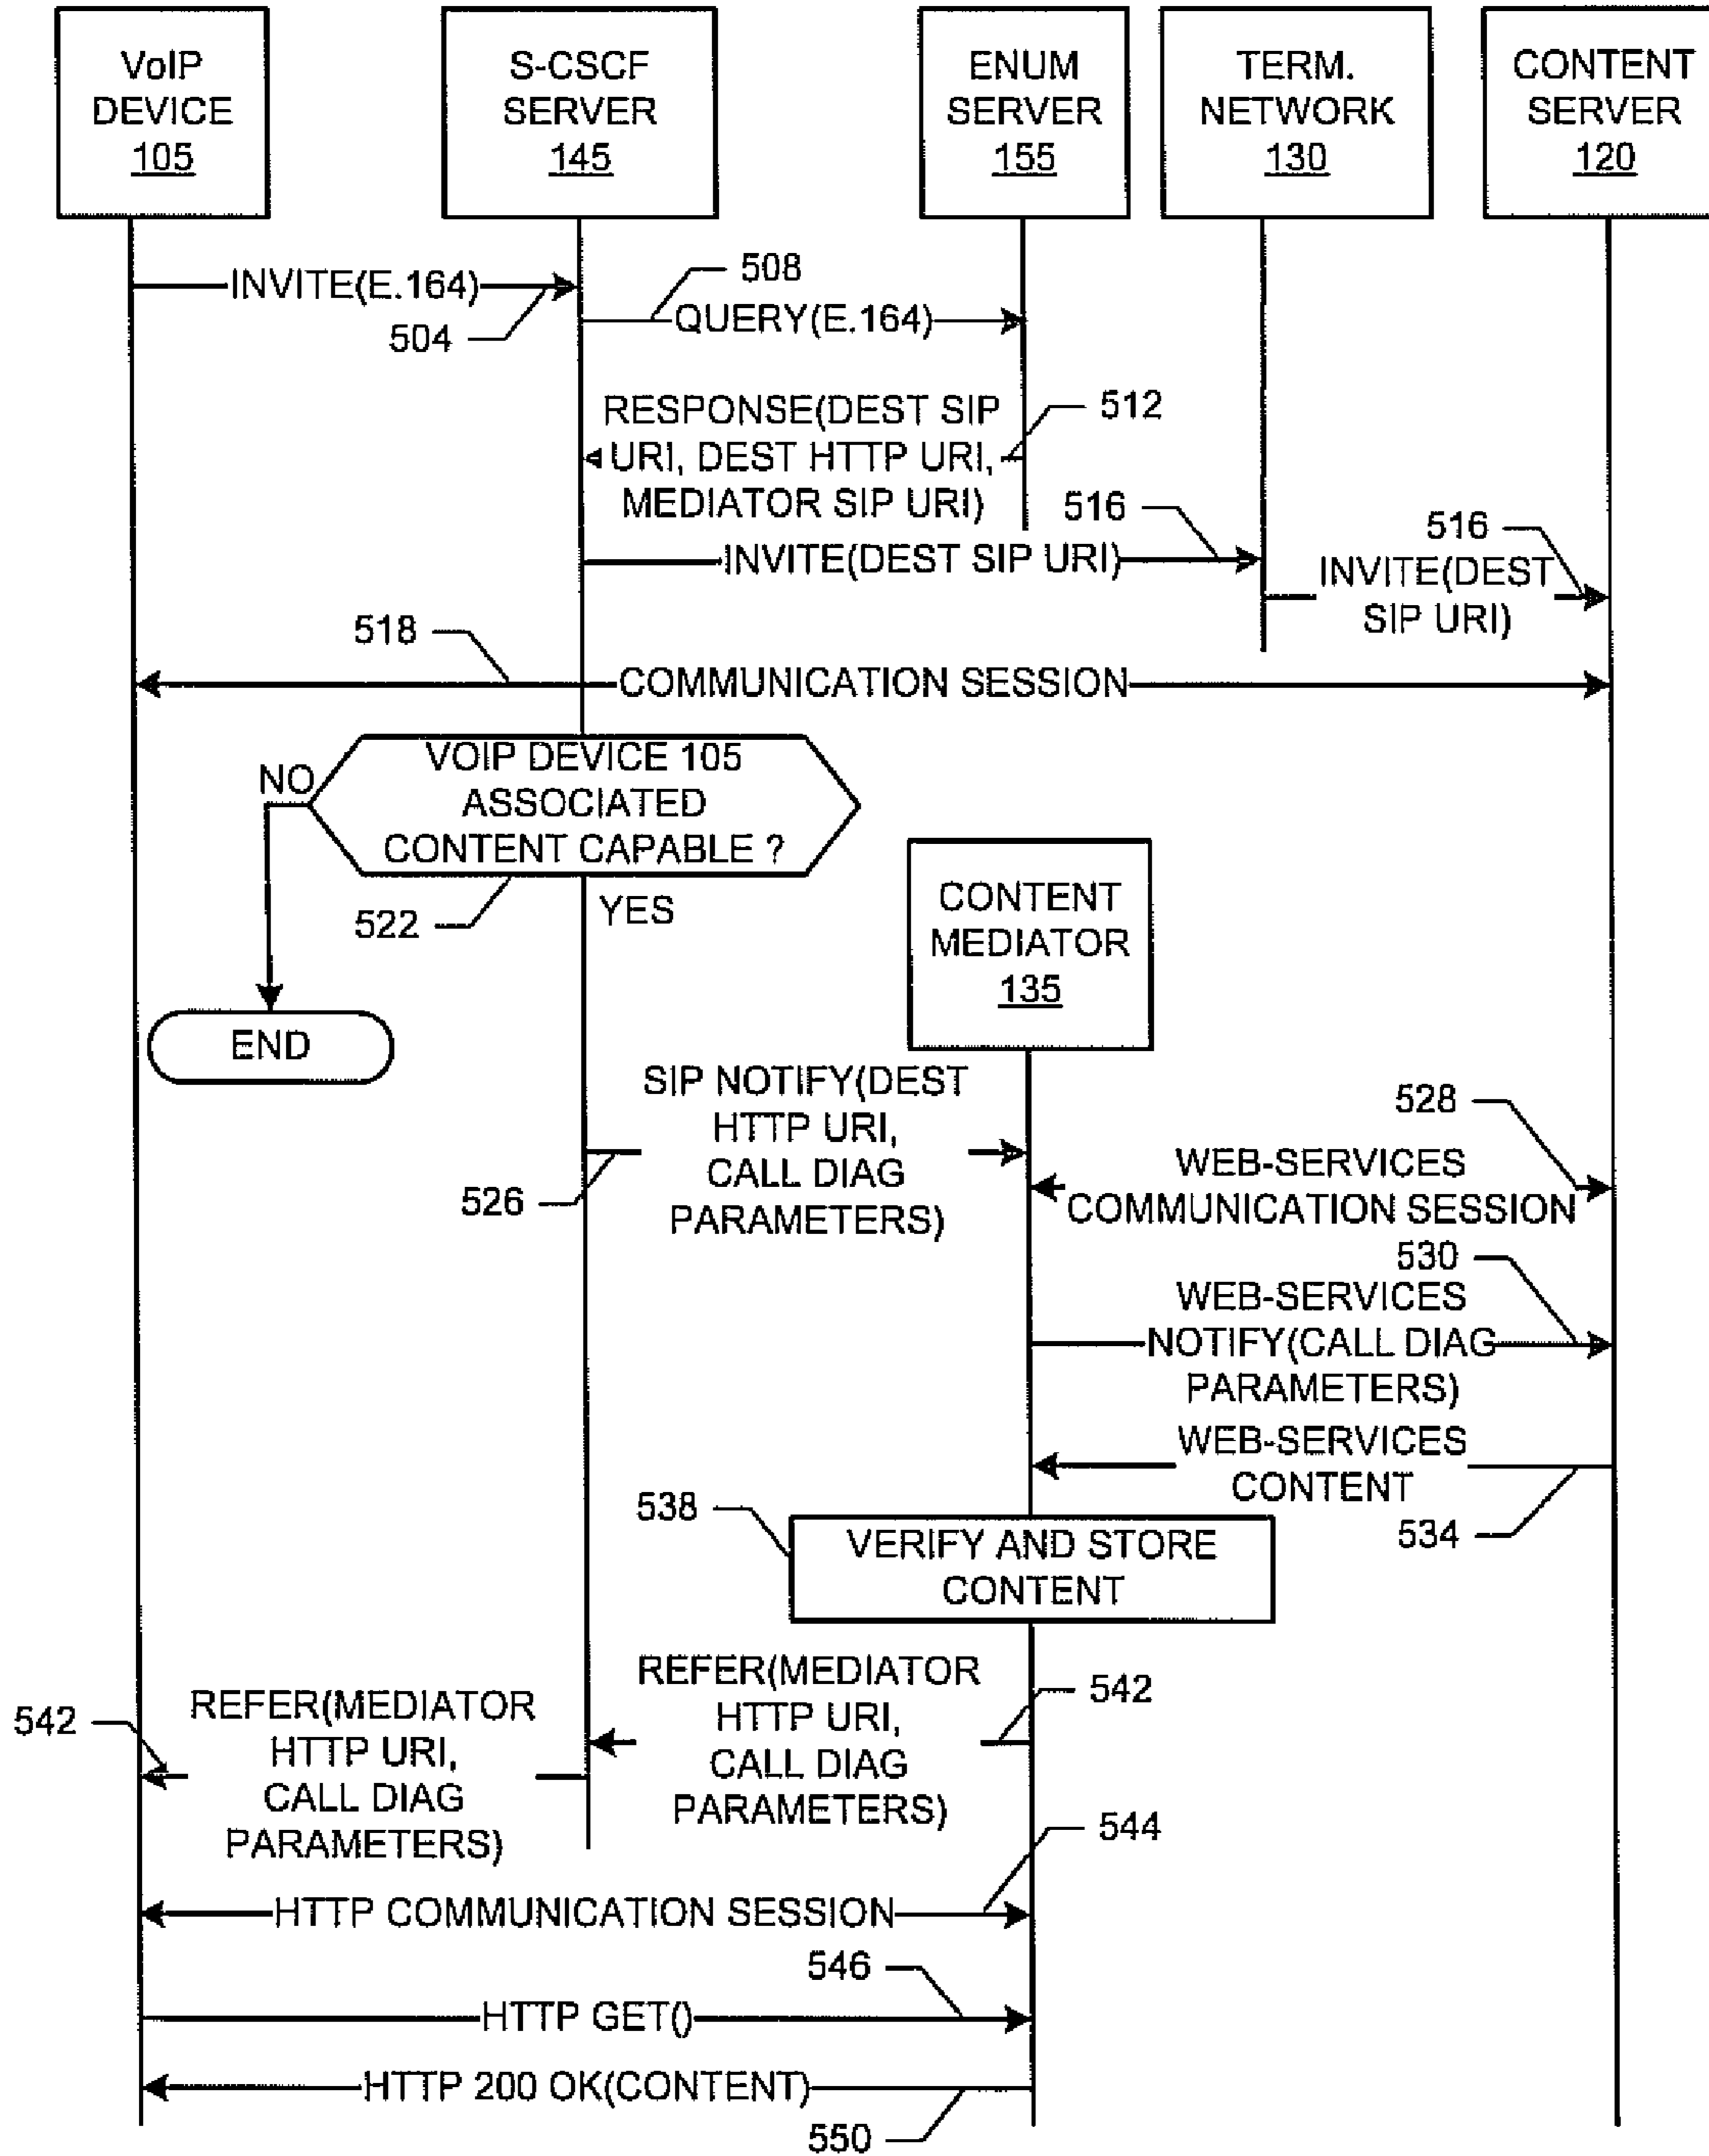 VoIP
DEVICE
105
S-CSCF
SERVER
145
ENUM
SERVER
155
TERM.
NETWORK
130
CONTENT
SERVER
120
INVITE(E.164)
504
508
QUERY(E.164)
RESPONSE(DEST SIP
URI, DEST HTTP URI,
MEDIATOR SIP URI)
512
516
INVITE(DEST SIP URI)
516
INVITE(DEST
SIP URI)
518
COMMUNICATION SESSION
VOIP DEVICE 105
ASSOCIATED
CONTENT CAPABLE ?
NO
522
YES
END
CONTENT
MEDIATOR
135
SIP NOTIFY(DEST
HTTP URI,
CALL DIAG
PARAMETERS)
526
528
WEB-SERVICES
COMMUNICATION SESSION
530
WEB-SERVICES
NOTIFY(CALL DIAG
PARAMETERS)
WEB-SERVICES
CONTENT
534
538
VERIFY AND STORE
CONTENT
REFER(MEDIATOR
HTTP URI,
CALL DIAG
PARAMETERS)
542
542
REFER(MEDIATOR
HTTP URI,
CALL DIAG
PARAMETERS)
544
HTTP COMMUNICATION SESSION
546
HTTP GET()
HTTP 200 OK(CONTENT)
550